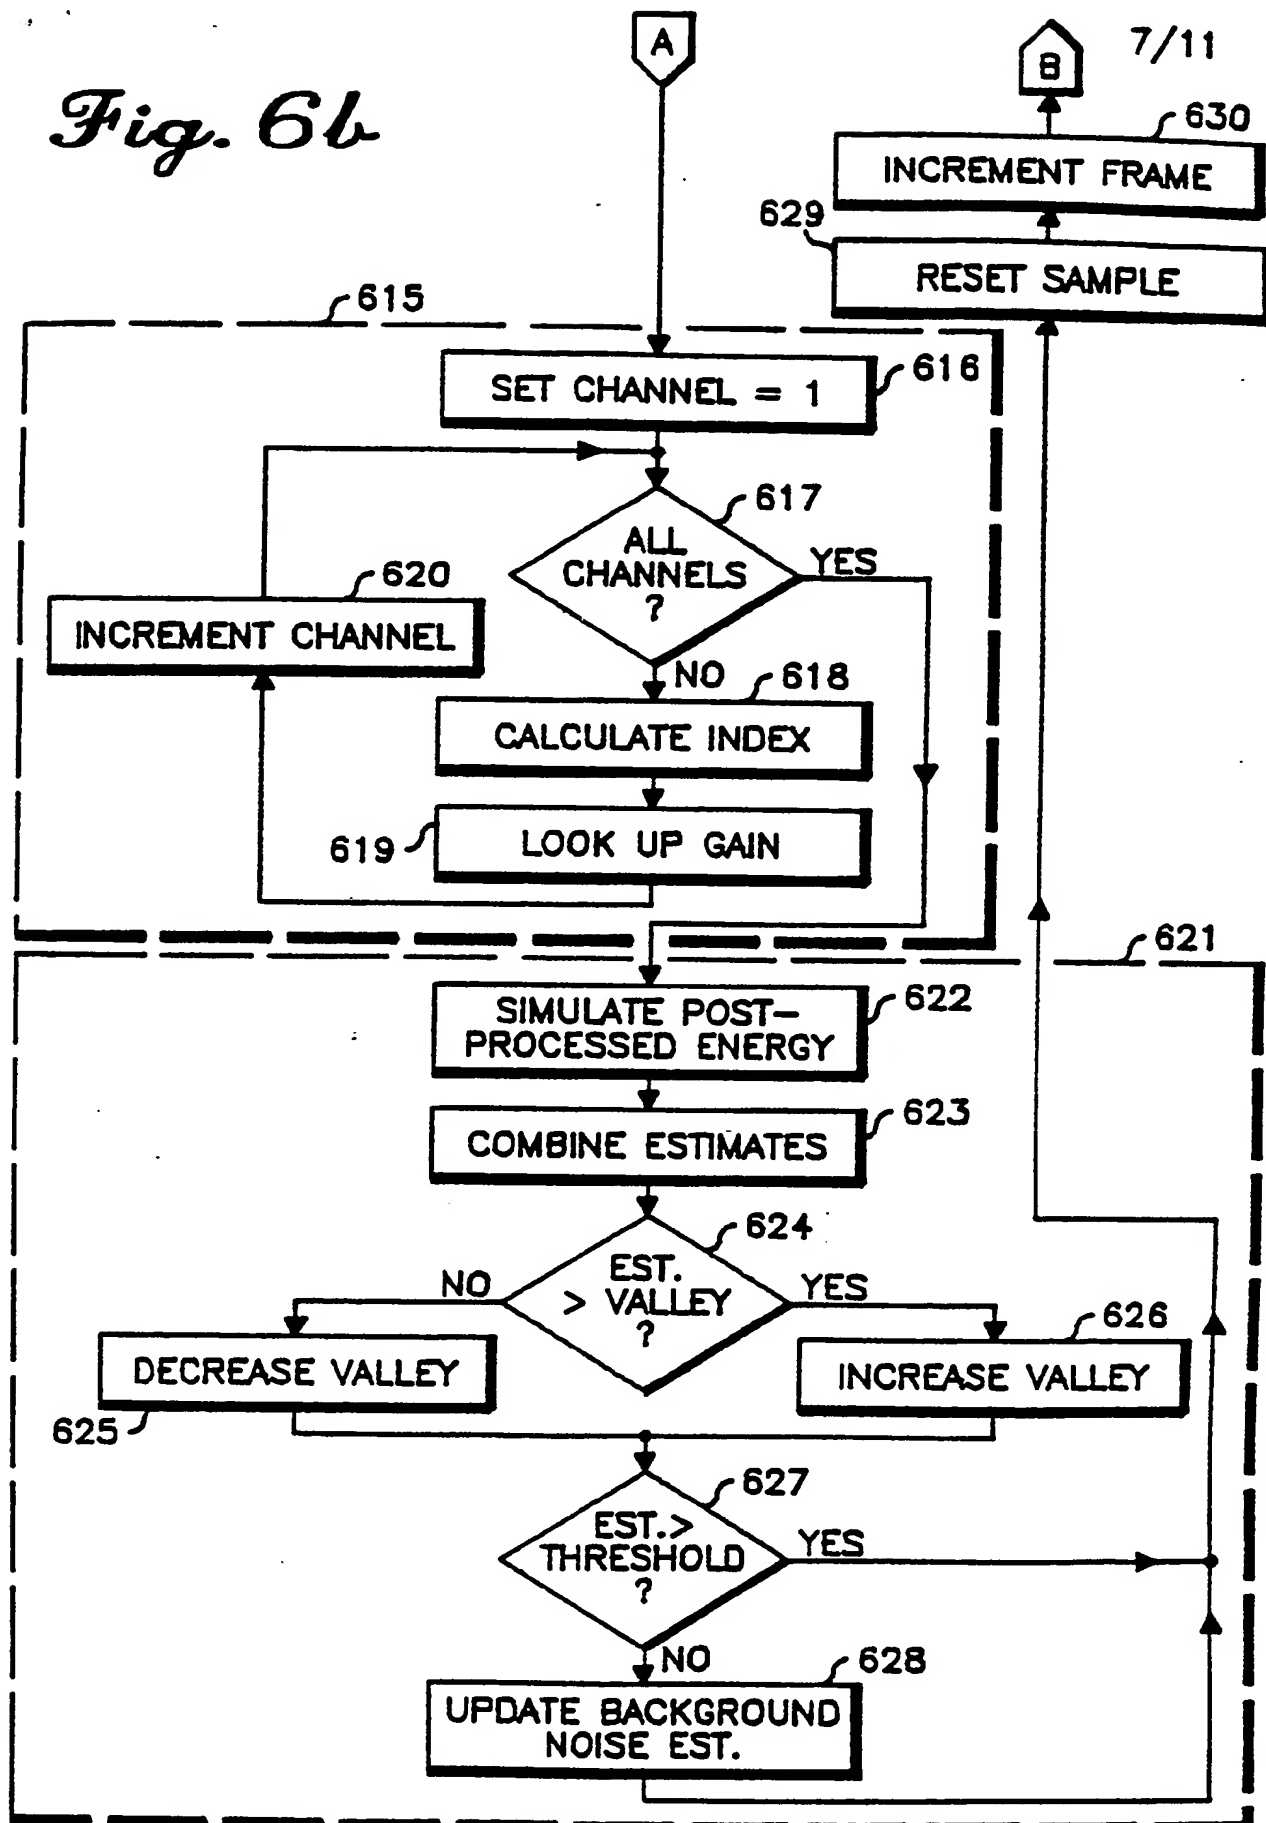 A
B
7/11
Fig. 6b
630
INCREMENT FRAME
629
RESET SAMPLE
615
SET CHANNEL = 1
616
617
ALL
CHANNELS
?
YES
620
INCREMENT CHANNEL
NO
618
CALCULATE INDEX
619
LOOK UP GAIN
621
SIMULATE POST-
PROCESSED ENERGY
622
623
COMBINE ESTIMATES
624
EST.
> VALLEY
?
NO
YES
626
DECREASE VALLEY
INCREASE VALLEY
625
627
EST.>
THRESHOLD
?
YES
NO
628
UPDATE BACKGROUND
NOISE EST.